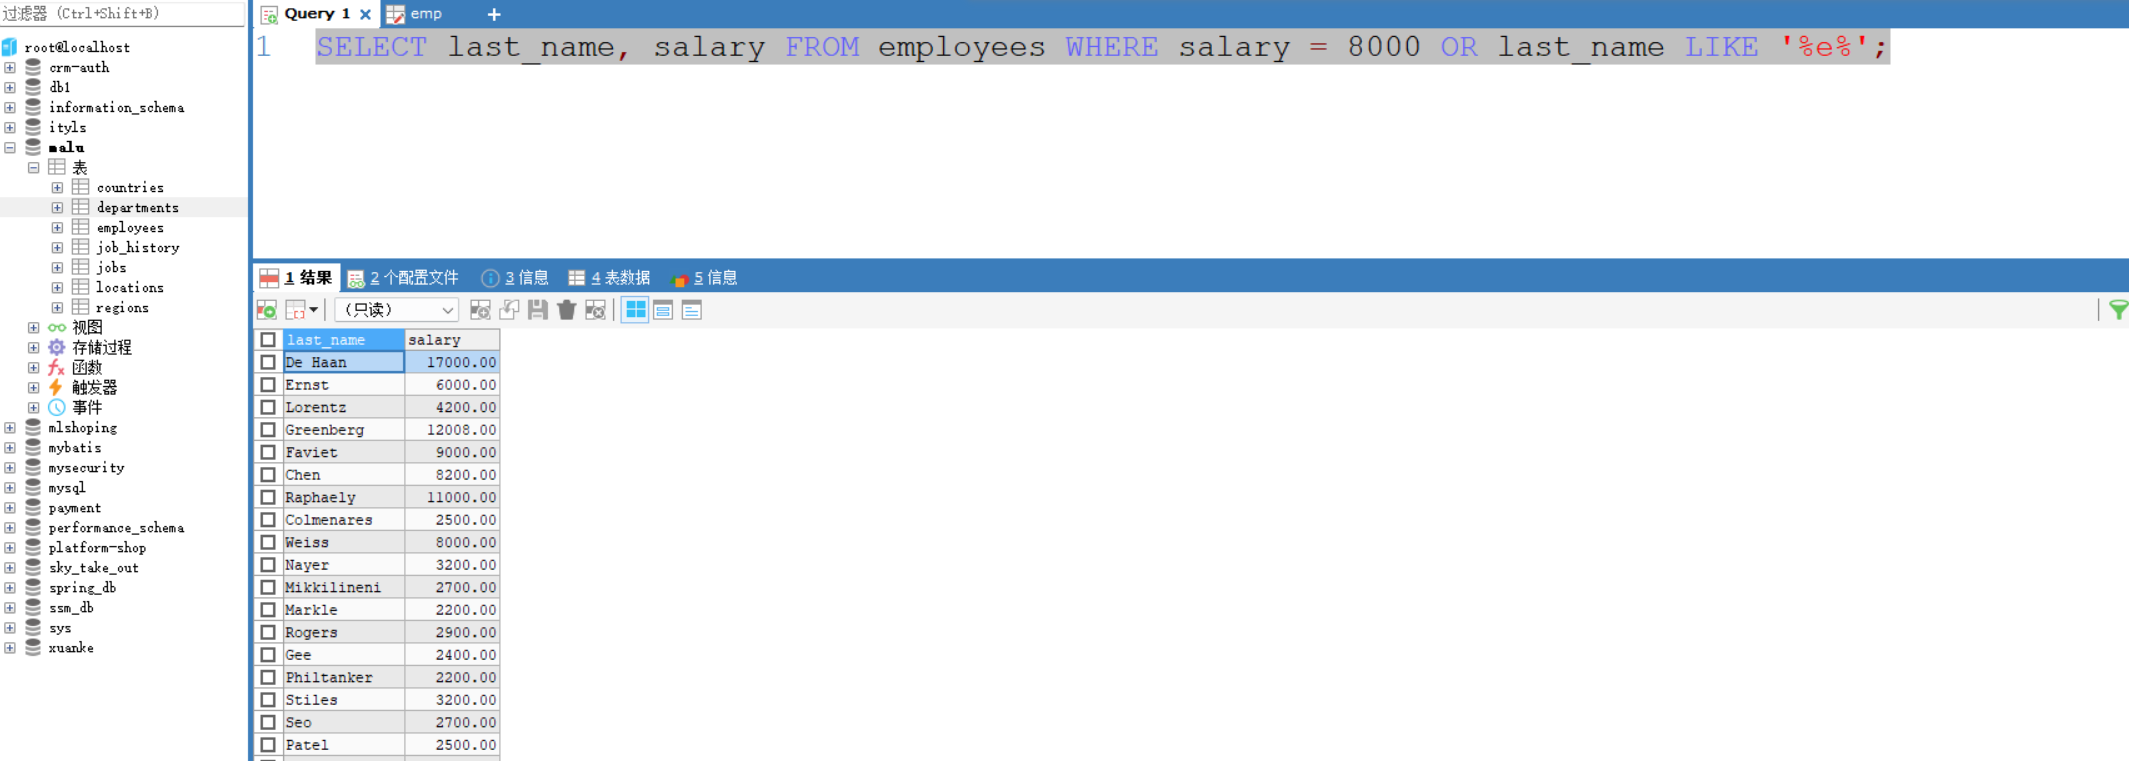 过滤器 (Ctrl+Shift+B)
root@localhost
crm-auth
db1
information_schema
ityls
malu
表
countries
departments
employees
job_history
jobs
locations
regions
视图
存储过程
函数
触发器
事件
mlshoping
mybatis
mysecurity
mysql
payment
performance_schema
platform-shop
sky_take_out
spring_db
ssm_db
sys
xuanke
Query 1 emp
1 SELECT last_name, salary FROM employees WHERE salary = 8000 OR last_name LIKE '%e%';
1 结果 2 个配置文件 3 信息 4 表数据 5 信息
(只读)
last_name salary
De Haan 17000.00
Ernst 6000.00
Lorentz 4200.00
Greenberg 12008.00
Faviet 9000.00
Chen 8200.00
Raphaely 11000.00
Colmenares 2500.00
Weiss 8000.00
Nayer 3200.00
Mikkilineni 2700.00
Markle 2200.00
Rogers 2900.00
Gee 2400.00
Philtanker 2200.00
Stiles 3200.00
Seo 2700.00
Patel 2500.00